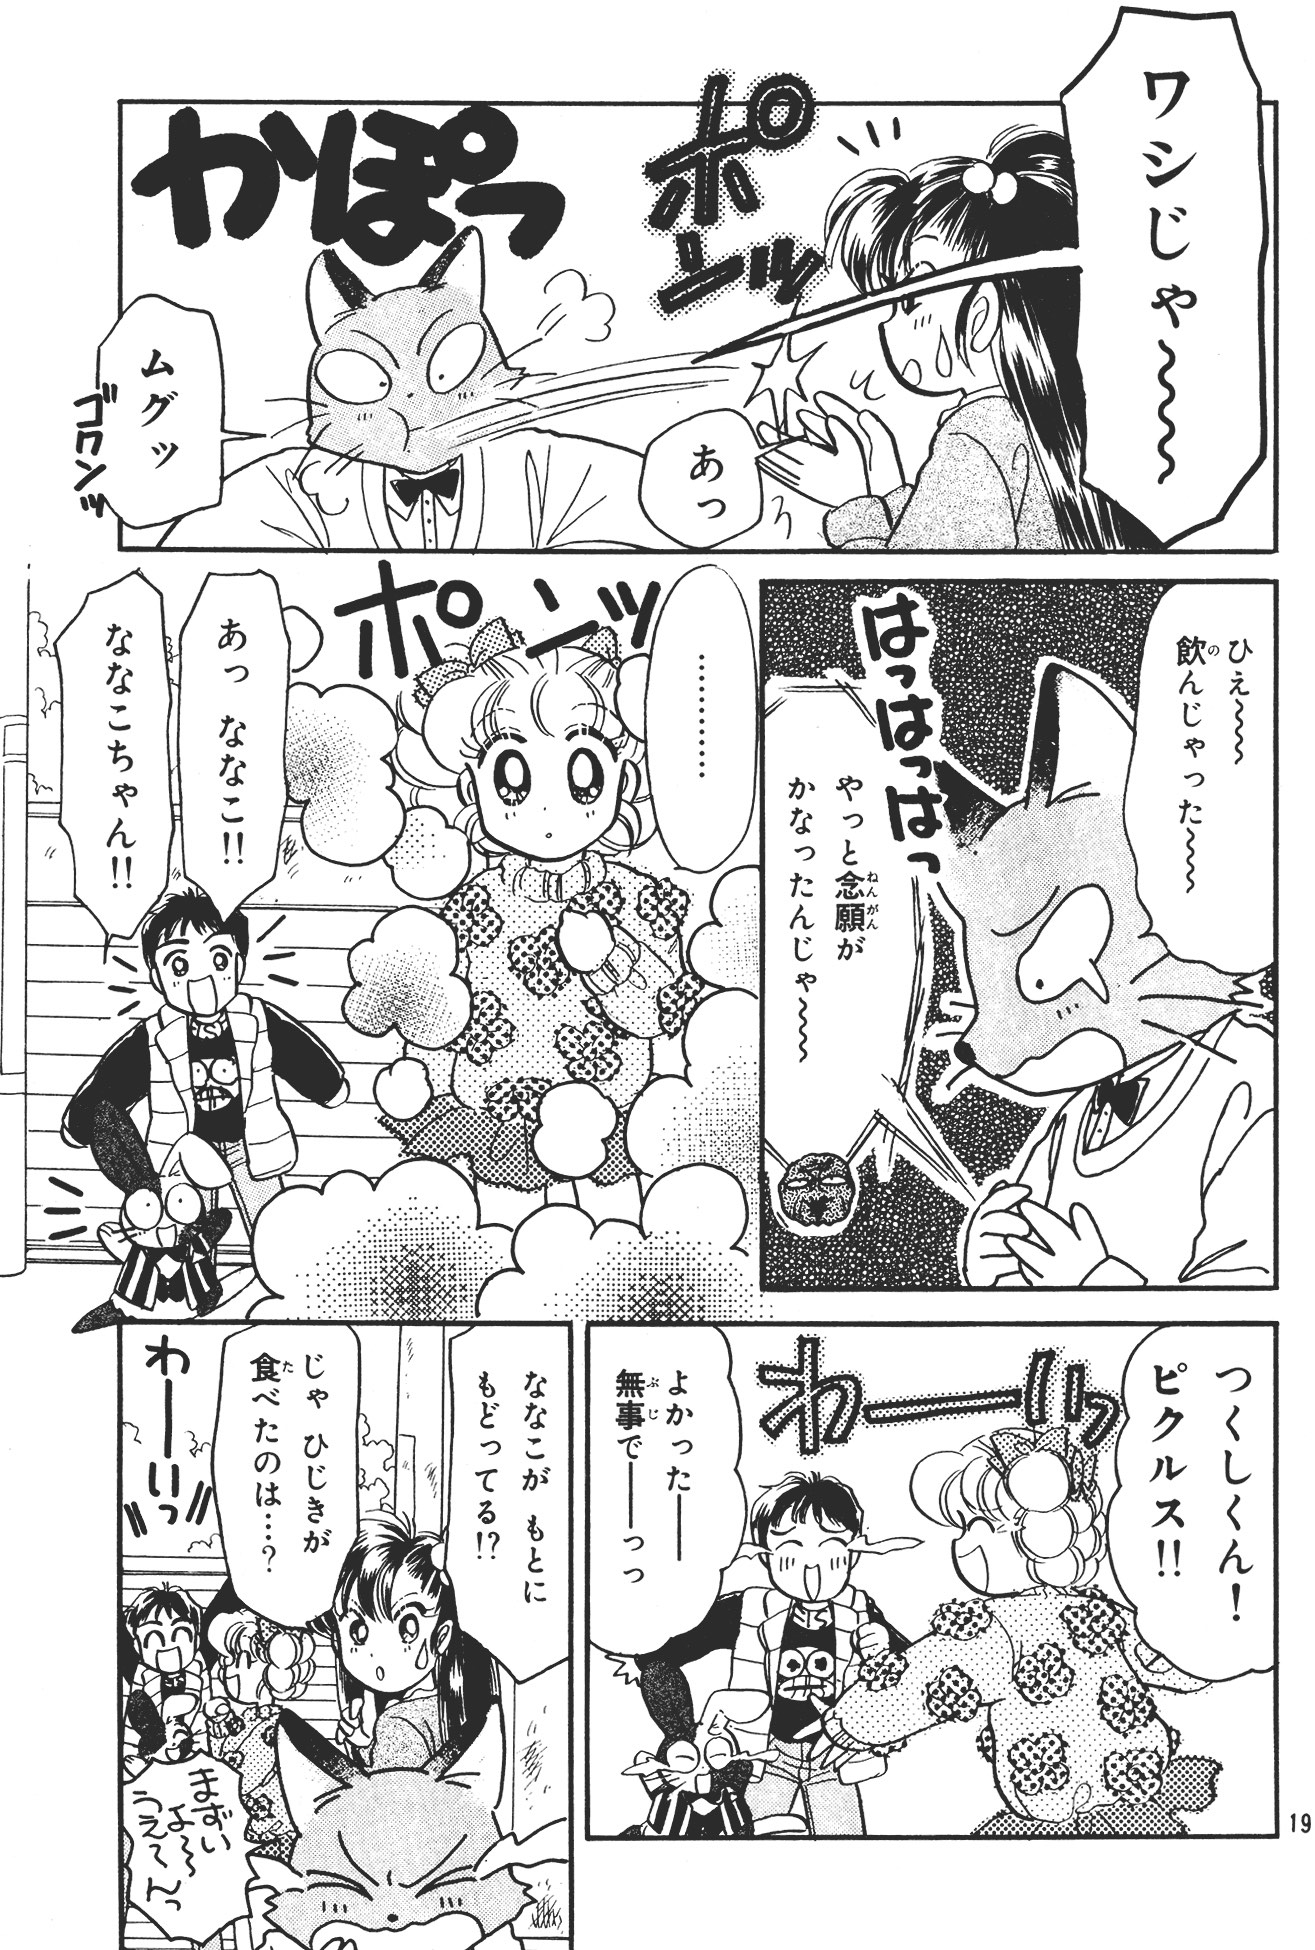 ワシじゃ～～～～
ポンッ
かぽっ
あっ
ムグッ
ゴクンッ
ひえ～～～
飲んじゃった～～～
はっはっはっ
やっと念願が
かなったんじゃ～～～
…………
ポンッ
あっ ななこ!!
ななこちゃん!!
つくしくん！
ピクルス!!
わーいっ
よかったー
無事でーっっ
ななこが もとに
もどってる!?
じゃ ひじきが
食べたのは…?
わーいっ
まずい
よ～～
うえ～んっ
19